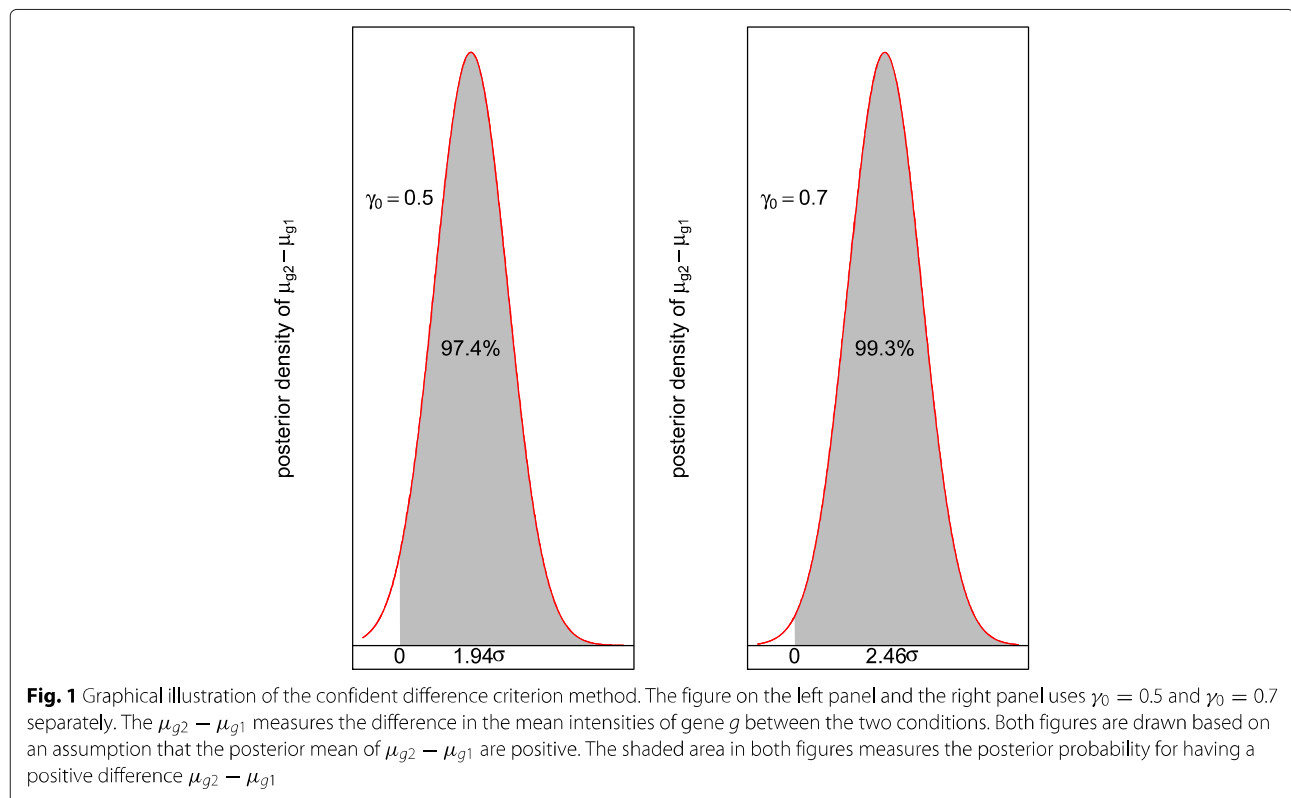 posterior density of μg2 − μg1
γ0 = 0.5
97.4%
0 1.94σ
posterior density of μg2 − μg1
γ0 = 0.7
99.3%
0 2.46σ
Fig. 1 Graphical illustration of the confident difference criterion method. The figure on the left panel and the right panel uses γ0 = 0.5 and γ0 = 0.7
separately. The μg2 − μg1 measures the difference in the mean intensities of gene g between the two conditions. Both figures are drawn based on
an assumption that the posterior mean of μg2 − μg1 are positive. The shaded area in both figures measures the posterior probability for having a
positive difference μg2 − μg1